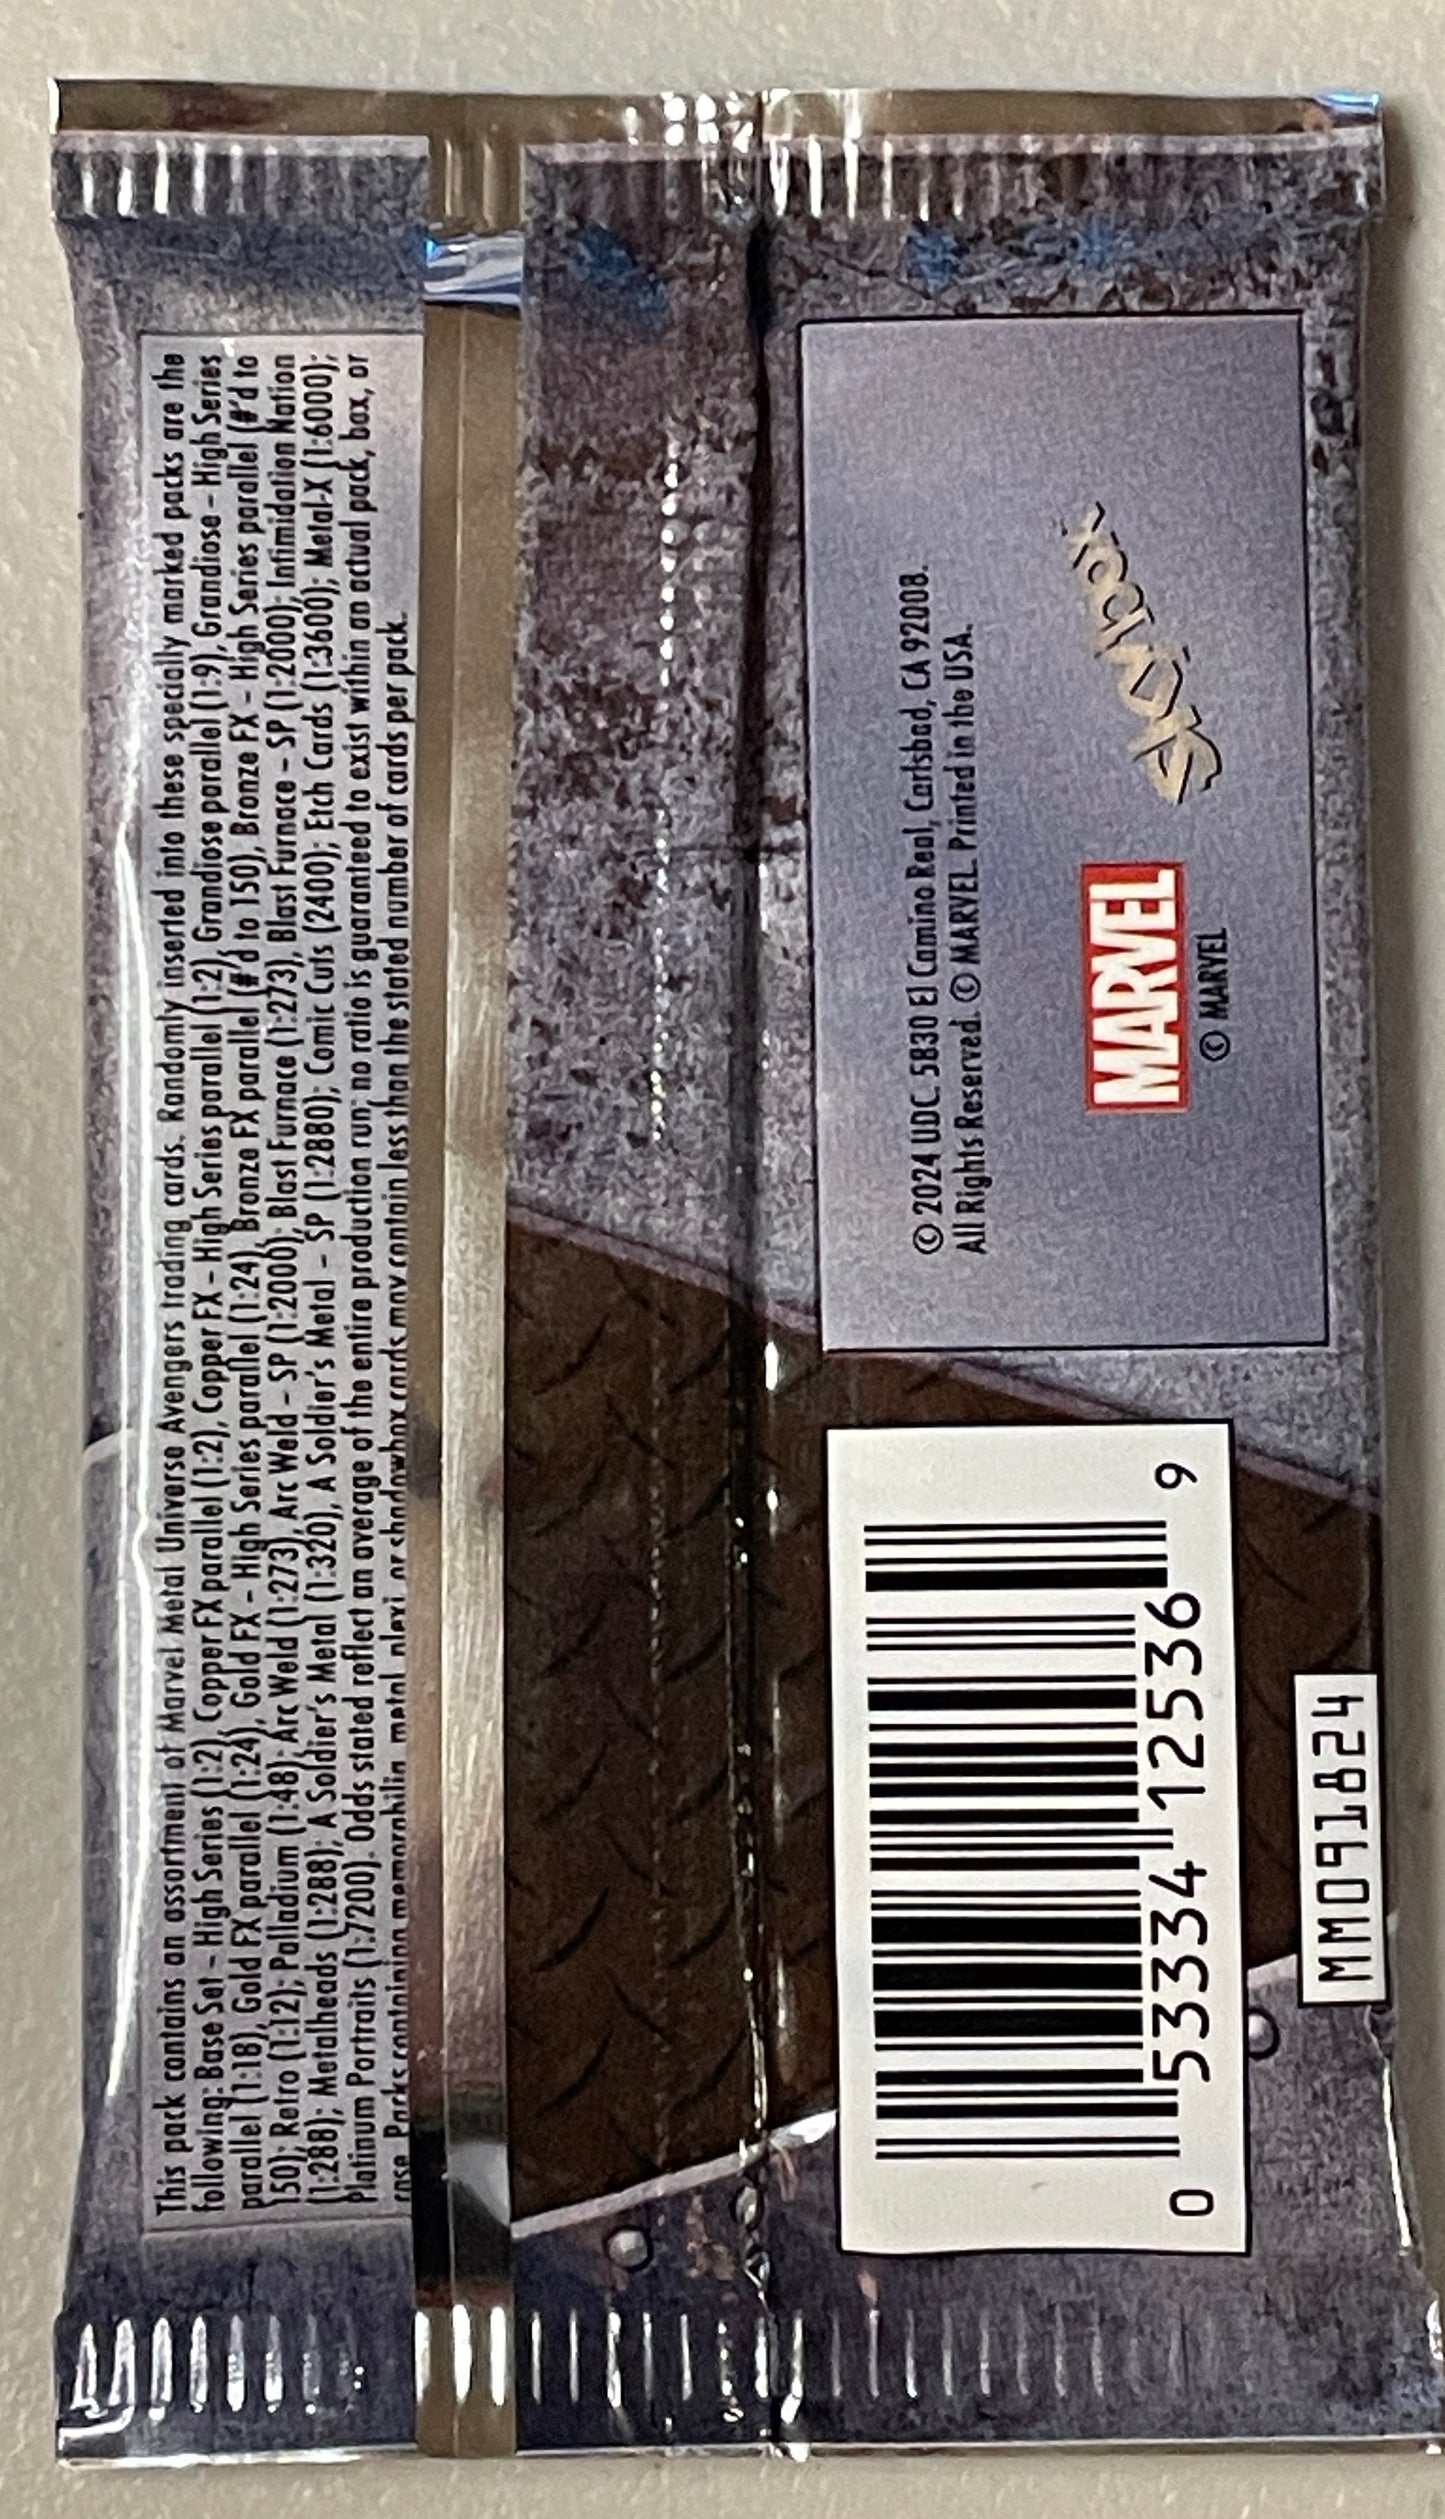 This pack contains an assortment of Marvel Metal Universe Avengers trading cards. Randomly inserted into these specially marked packs are the
following: Base Set – High Series (1:2), Copper FX parallel (1:2), Copper FX – High Series parallel (1:2), Grandiose parallel (1:9), Grandiose – High Series
parallel (1:18), Gold FX parallel (1:24), Gold FX – High Series parallel (1:24), Bronze FX parallel (#'d to 150), Bronze FX – High Series parallel (#'d to
150); Retro (1:12); Palladium (1:48); Arc Weld (1:273), Arc Weld – SP (1:2000); Blast Furnace (1:273), Blast Furnace – SP (1:2000); Intimidation Nation
(1:288); Metalheads (1:288); A Soldier's Metal (1:320), A Soldier's Metal – SP (1:2880); Comic Cuts (2400); Etch Cards (1:3600); Metal-X (1:6000);
Platinum Portraits (1:7200). Odds stated reflect an average of the entire production run; no ratio is guaranteed to exist within an actual pack, box, or
case. Packs containing memorabilia, metal, plexi, or shadowbox cards may contain less than the stated number of cards per pack.
© 2024 UDC. 5830 El Camino Real, Carlsbad, CA 92008.
All Rights Reserved. © MARVEL. Printed in the USA.
MARVEL
© MARVEL
SkyBox
0 53334 12536 9
MM091824